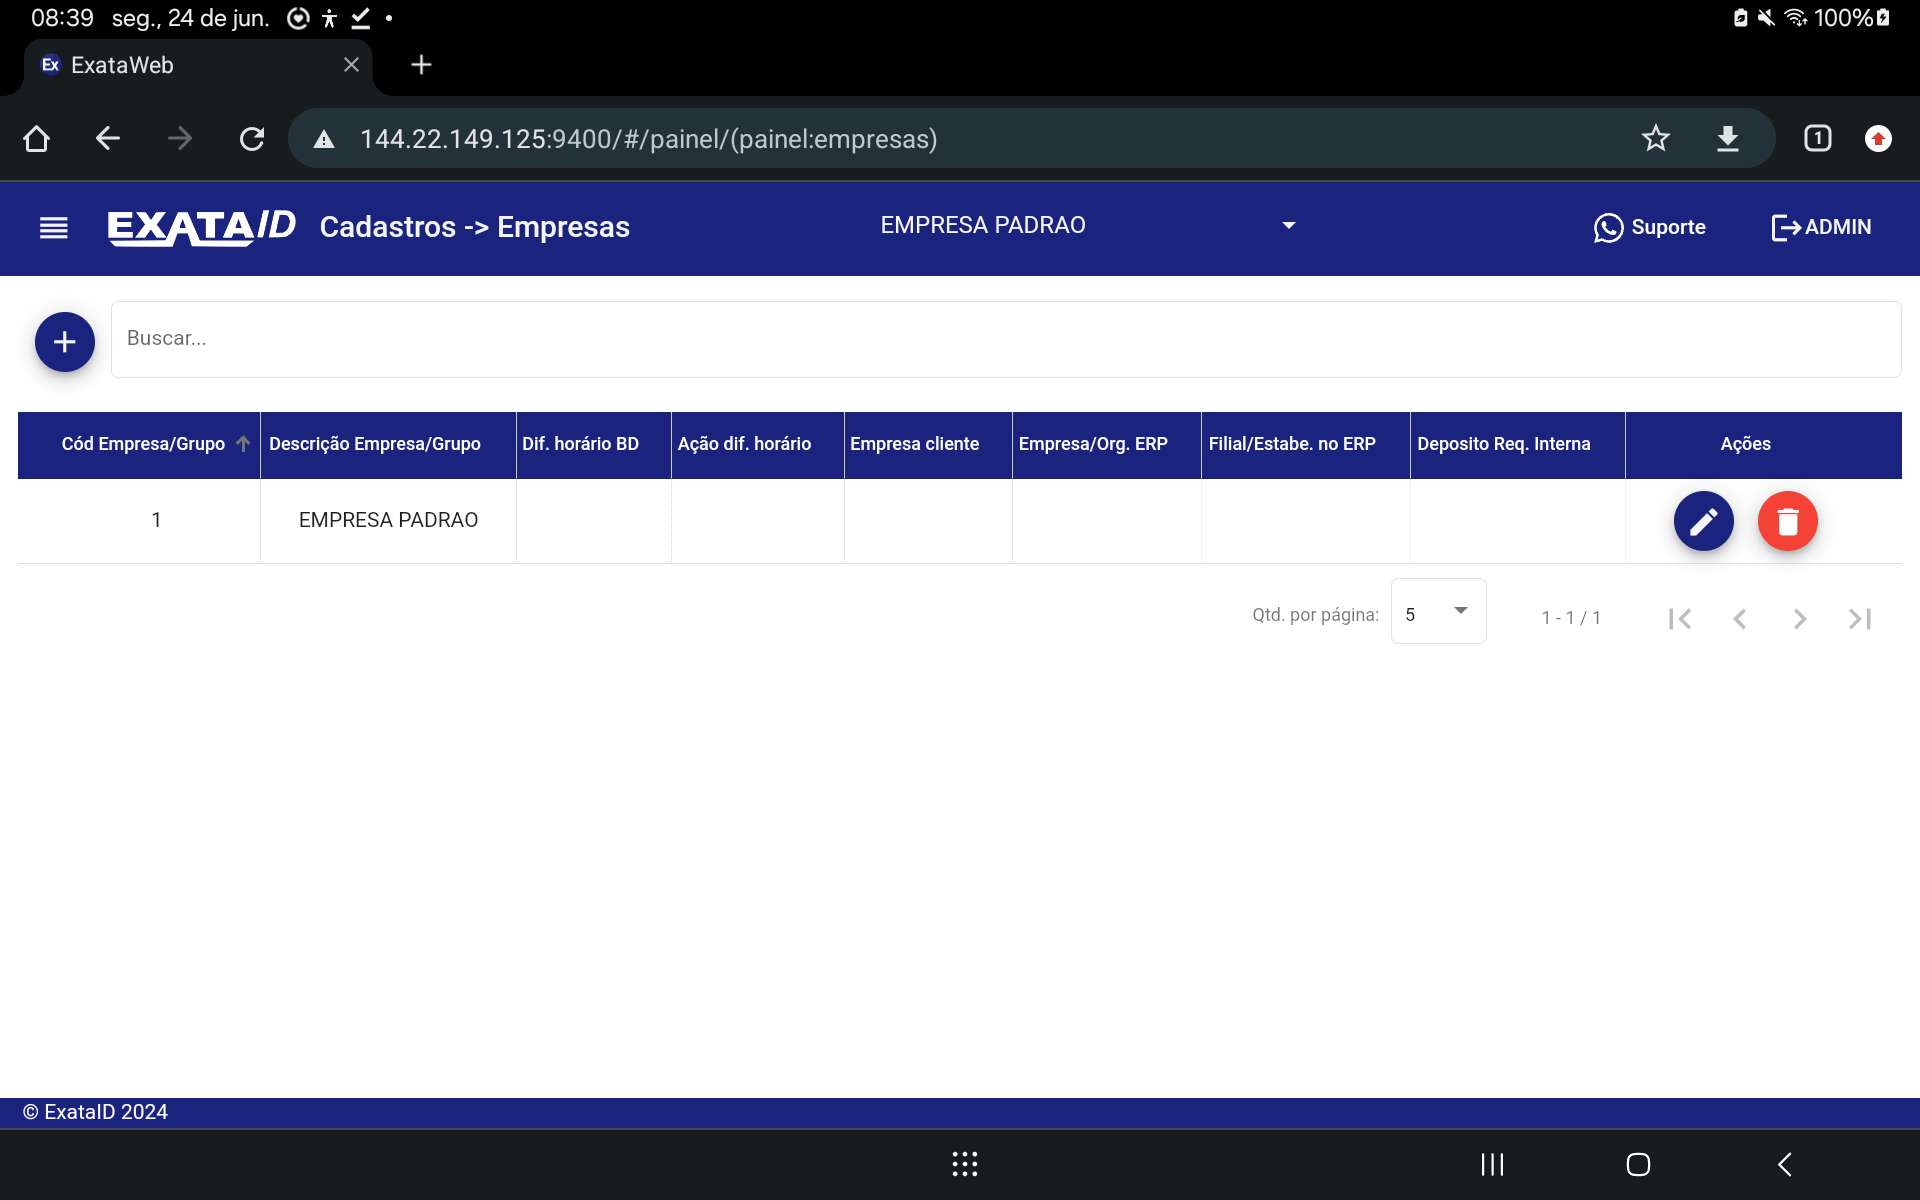 08:39 seg., 24 de jun. 100%
Ex ExataWeb
144.22.149.125:9400/#/painel/(painel:empresas) 1
EXATAID Cadastros -> Empresas EMPRESA PADRAO Suporte ADMIN
Buscar...
Cód Empresa/Grupo Descrição Empresa/Grupo Dif. horário BD Ação dif. horário Empresa cliente Empresa/Org. ERP Filial/Estabe. no ERP Deposito Req. Interna Ações
1 EMPRESA PADRAO
Qtd. por página: 5 1 - 1 / 1
© ExataID 2024